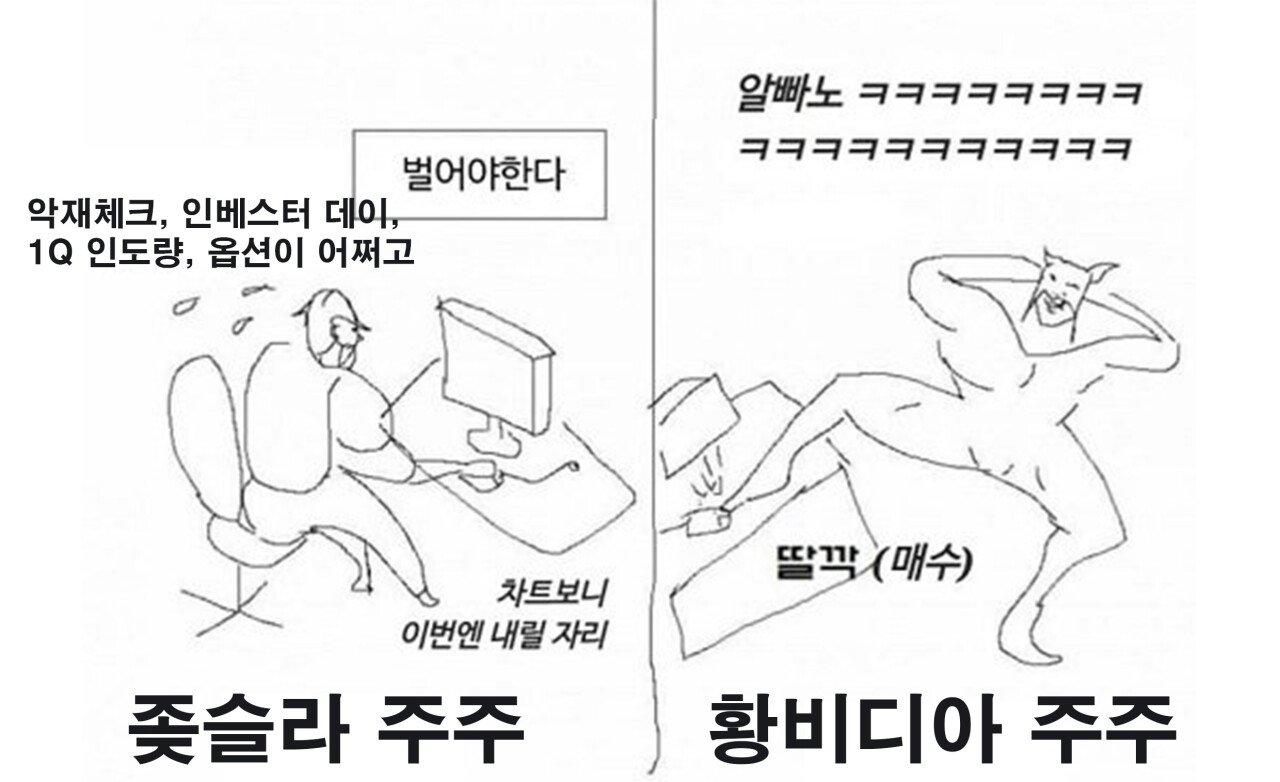 벌어야한다
악재체크, 인베스터 데이,
1Q 인도량, 옵션이 어쩌고
차트보니
이번엔 내릴 자리
좆슬라 주주
알빠노 ㅋㅋㅋㅋㅋㅋㅋㅋ
ㅋㅋㅋㅋㅋㅋㅋㅋㅋㅋㅋ
딸깍 (매수)
황비디아 주주